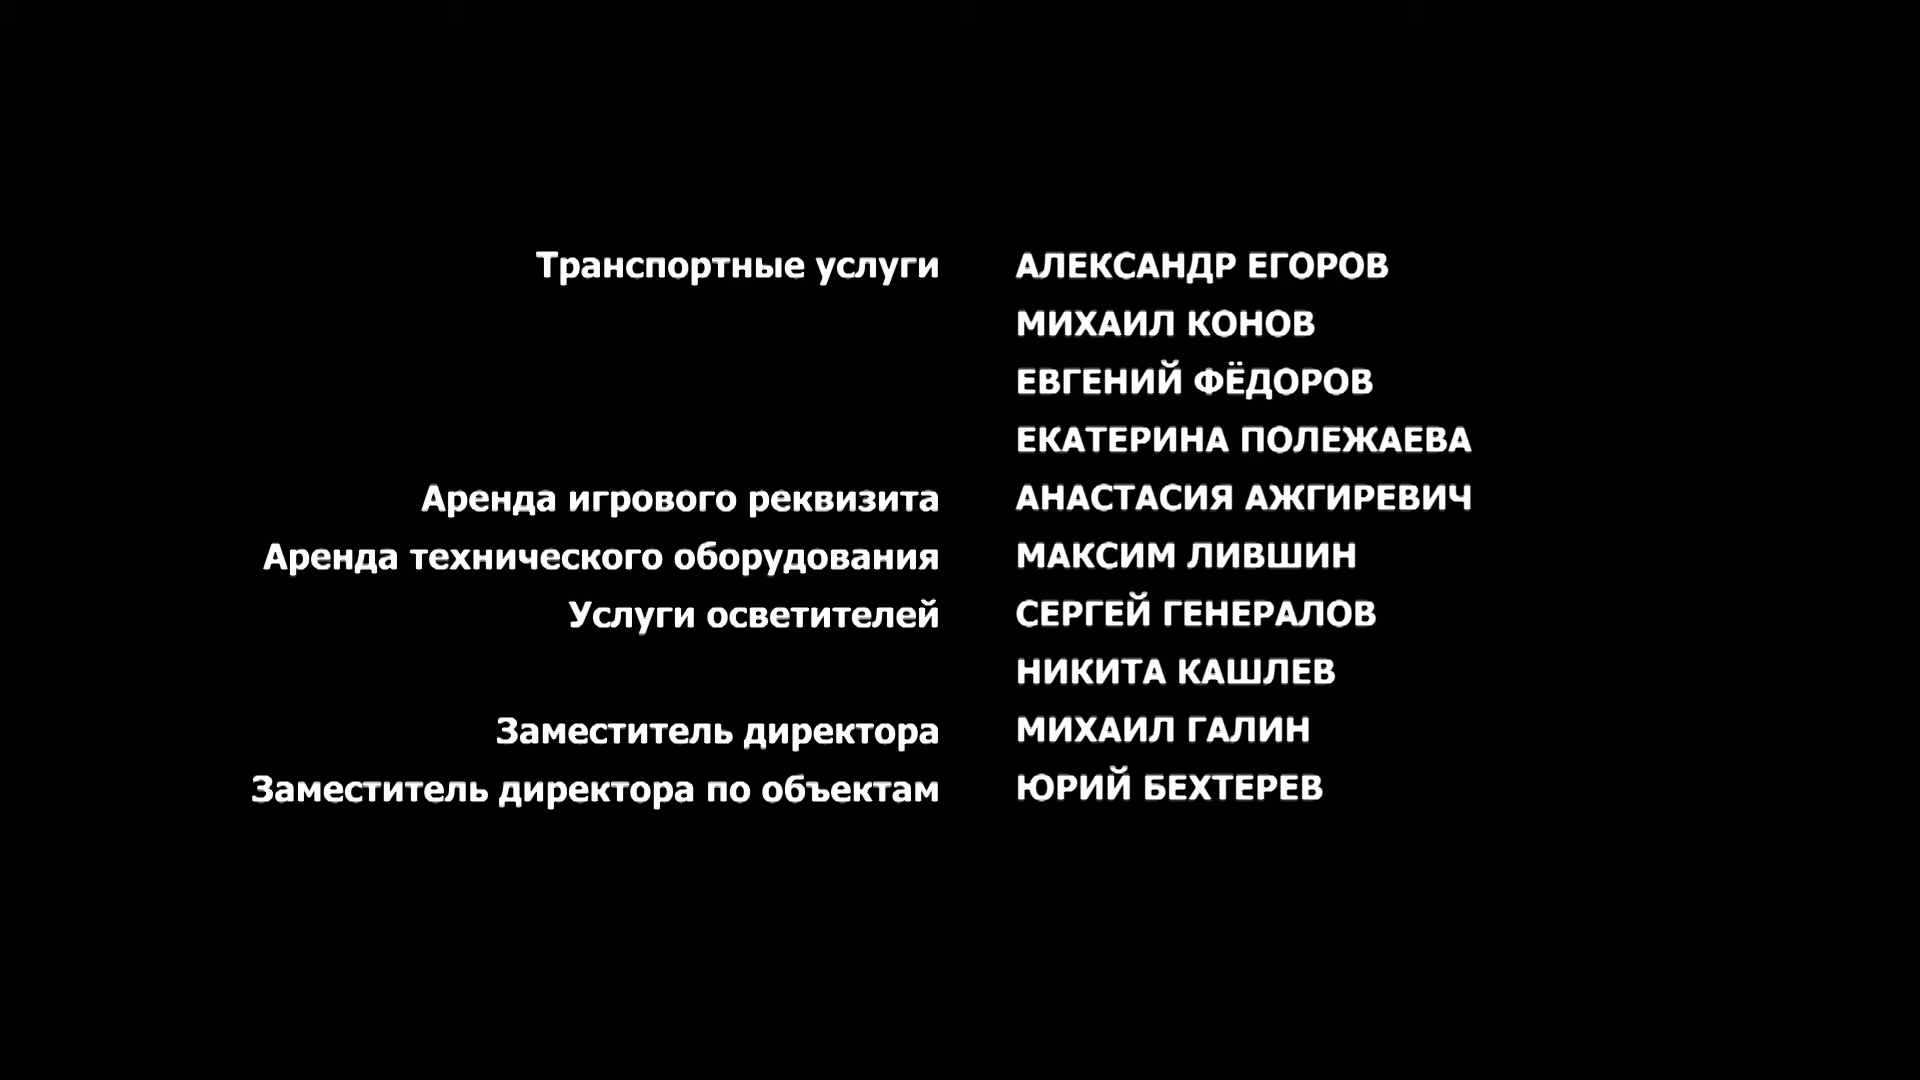 Транспортные услуги АЛЕКСАНДР ЕГОРОВ
МИХАИЛ КОНОВ
ЕВГЕНИЙ ФЁДОРОВ
ЕКАТЕРИНА ПОЛЕЖАЕВА
Аренда игрового реквизита АНАСТАСИЯ АЖГИРЕВИЧ
Аренда технического оборудования МАКСИМ ЛИВШИН
Услуги осветителей СЕРГЕЙ ГЕНЕРАЛОВ
НИКИТА КАШЛЕВ
Заместитель директора МИХАИЛ ГАЛИН
Заместитель директора по объектам ЮРИЙ БЕХТЕРЕВ